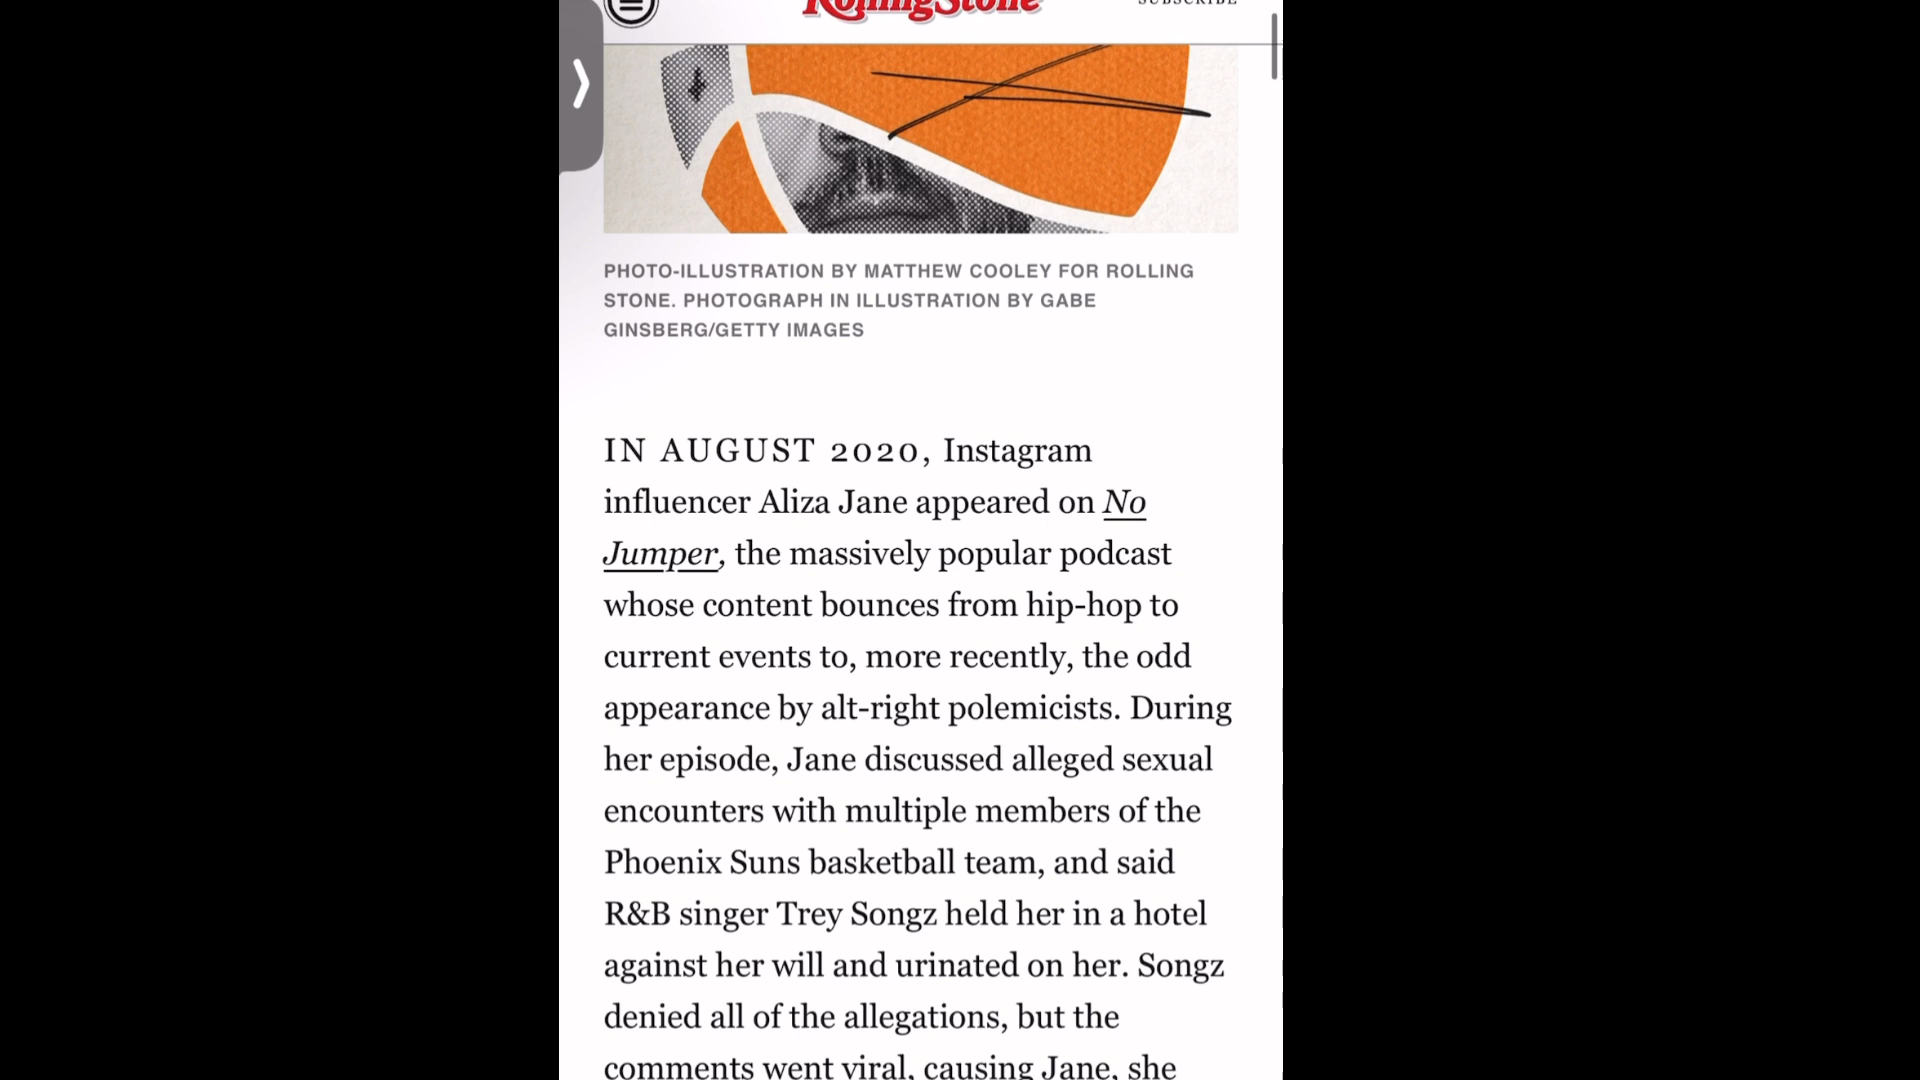 RollingStone
SUBSCRIBE
PHOTO-ILLUSTRATION BY MATTHEW COOLEY FOR ROLLING
STONE. PHOTOGRAPH IN ILLUSTRATION BY GABE
GINSBERG/GETTY IMAGES
IN AUGUST 2020, Instagram
influencer Aliza Jane appeared on No
Jumper, the massively popular podcast
whose content bounces from hip-hop to
current events to, more recently, the odd
appearance by alt-right polemicists. During
her episode, Jane discussed alleged sexual
encounters with multiple members of the
Phoenix Suns basketball team, and said
R&B singer Trey Songz held her in a hotel
against her will and urinated on her. Songz
denied all of the allegations, but the
comments went viral, causing Jane, she